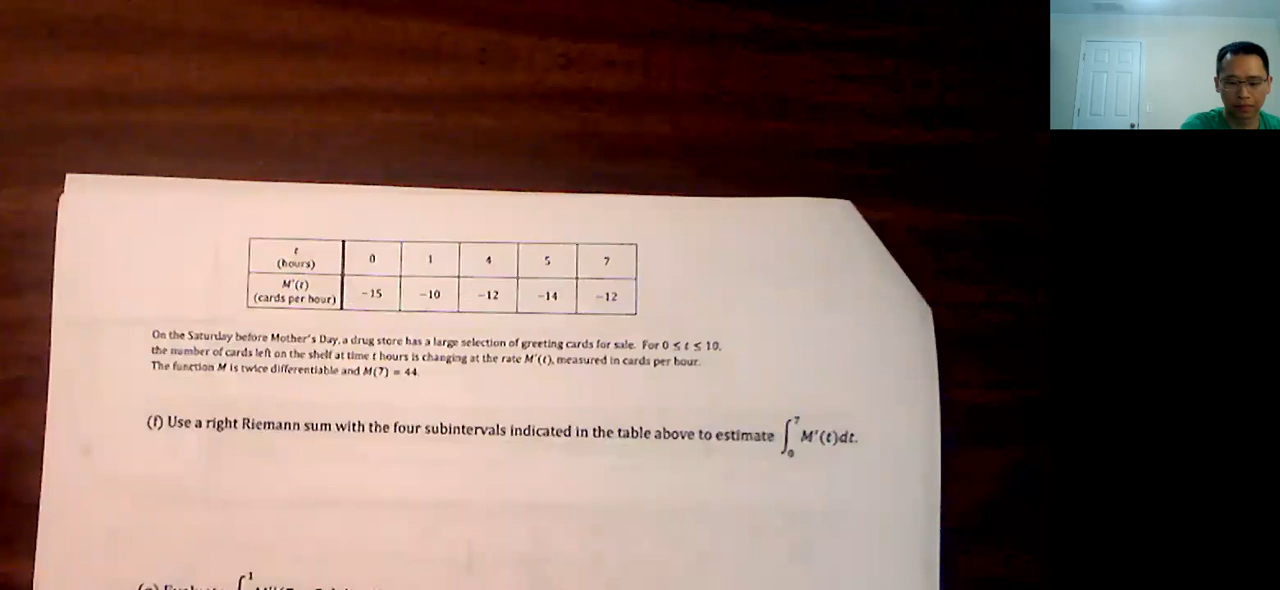 t
(hours) 0 1 4 5 7
M'(t)
(cards per hour) −15 −10 −12 −14 −12
On the Saturday before Mother's Day, a drug store has a large selection of greeting cards for sale. For 0 ≤ t ≤ 10,
the number of cards left on the shelf at time t hours is changing at the rate M'(t), measured in cards per hour.
The function M is twice differentiable and M(7) = 44.
(f) Use a right Riemann sum with the four subintervals indicated in the table above to estimate ∫₀⁷ M'(t)dt.